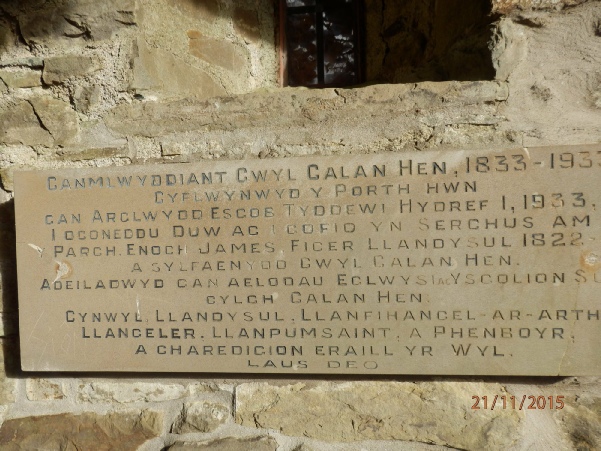 CANMLWYDDIANT GWYL CALAN HEN, 1833-1933
CYFLWYNWYD Y PORTH HWN
GAN ARGLWYDD ESGOB TYDDEWI HYDREF 1, 1933,
I OGONEDDU DUW AC I GOFIO YN SERCHUS AM
Y PARCH. ENOCH JAMES, FICER LLANDYSUL 1822-
A SYLFAENYDD GWYL CALAN HEN.
ADEILADWYD GAN AELODAU EGLWYSI AC YSGOLION SU
CYLCH CALAN HEN.
CYNWYL, LLANDYSUL, LLANFIHANGEL-AR-ARTH
LLANGELER, LLANPUMSAINT, A PHENBOYR,
A CHAREDIGION ERAILL YR WYL.
LAUS DEO
21/11/2015